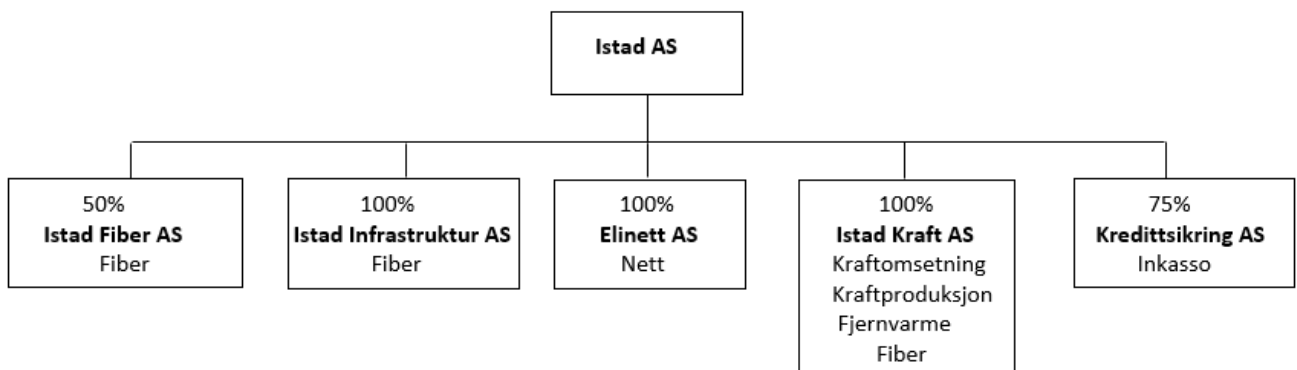 Istad AS
50%
Istad Fiber AS
Fiber
100%
Istad Infrastruktur AS
Fiber
100%
Elinett AS
Nett
100%
Istad Kraft AS
Kraftomsetning
Kraftproduksjon
Fjernvarme
Fiber
75%
Kredittsikring AS
Inkasso